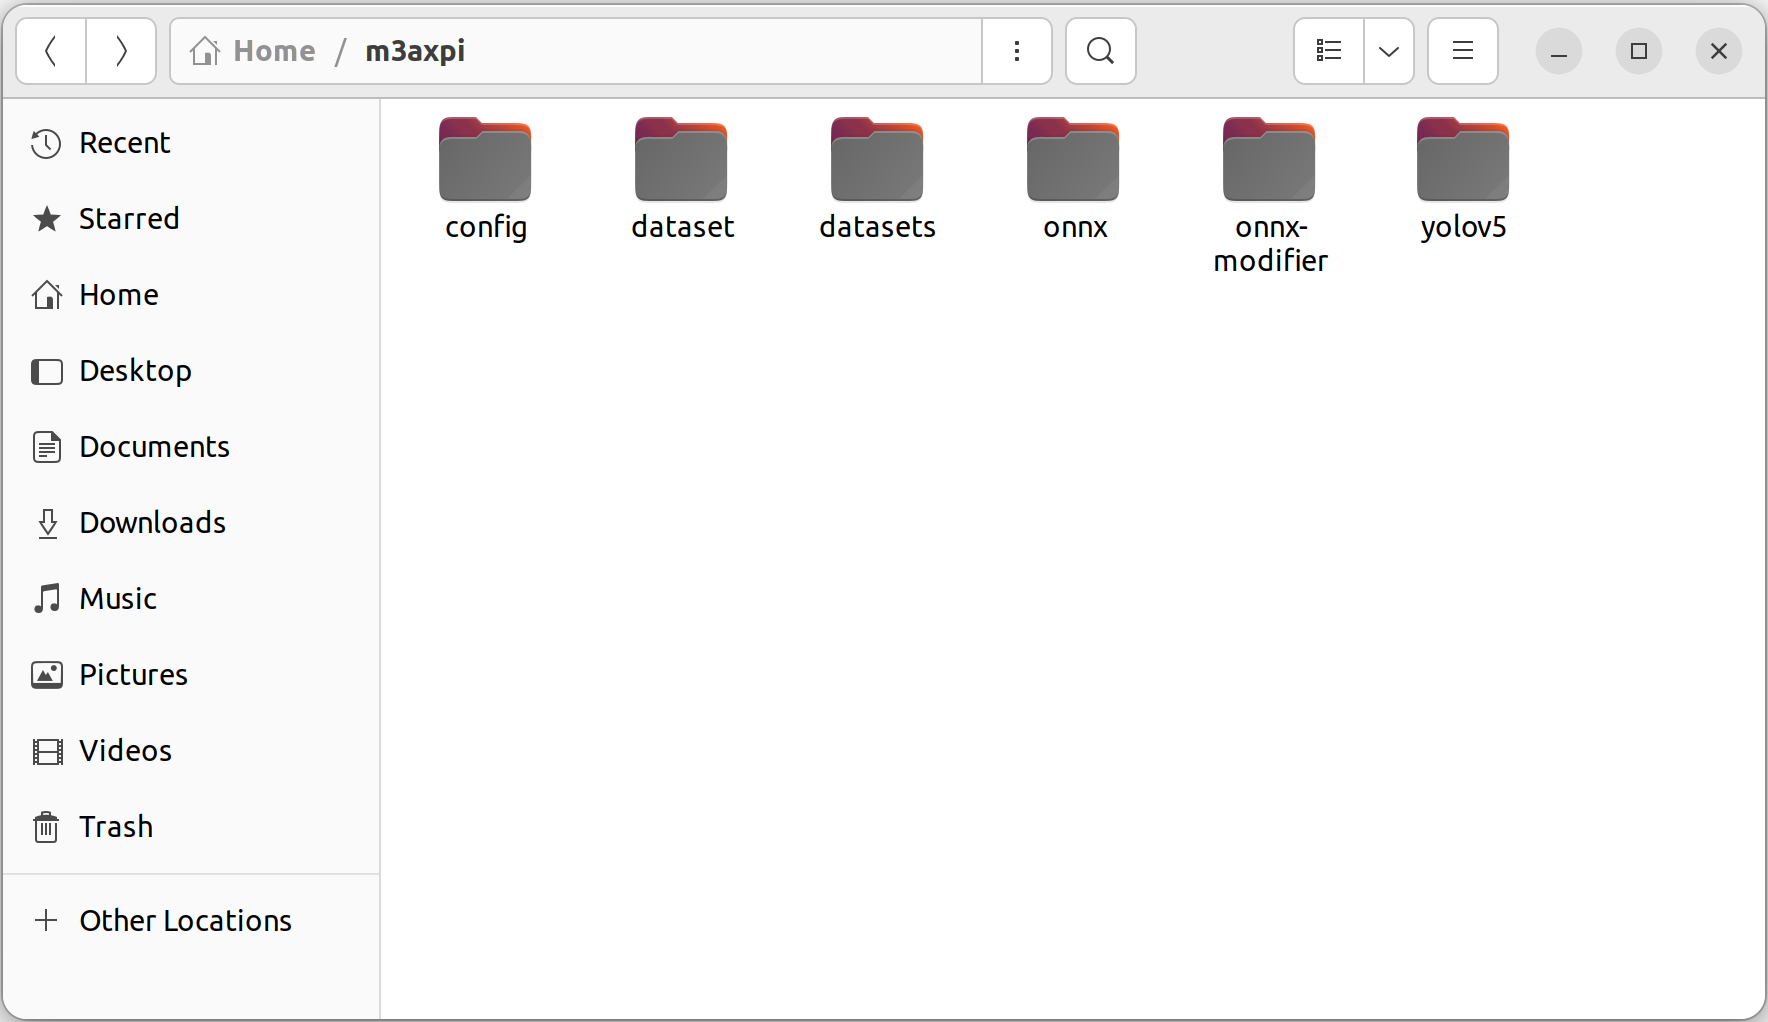 Home / m3axpi
Recent
Starred
Home
Desktop
Documents
Downloads
Music
Pictures
Videos
Trash
Other Locations
config
dataset
datasets
onnx
onnx-
modifier
yolov5